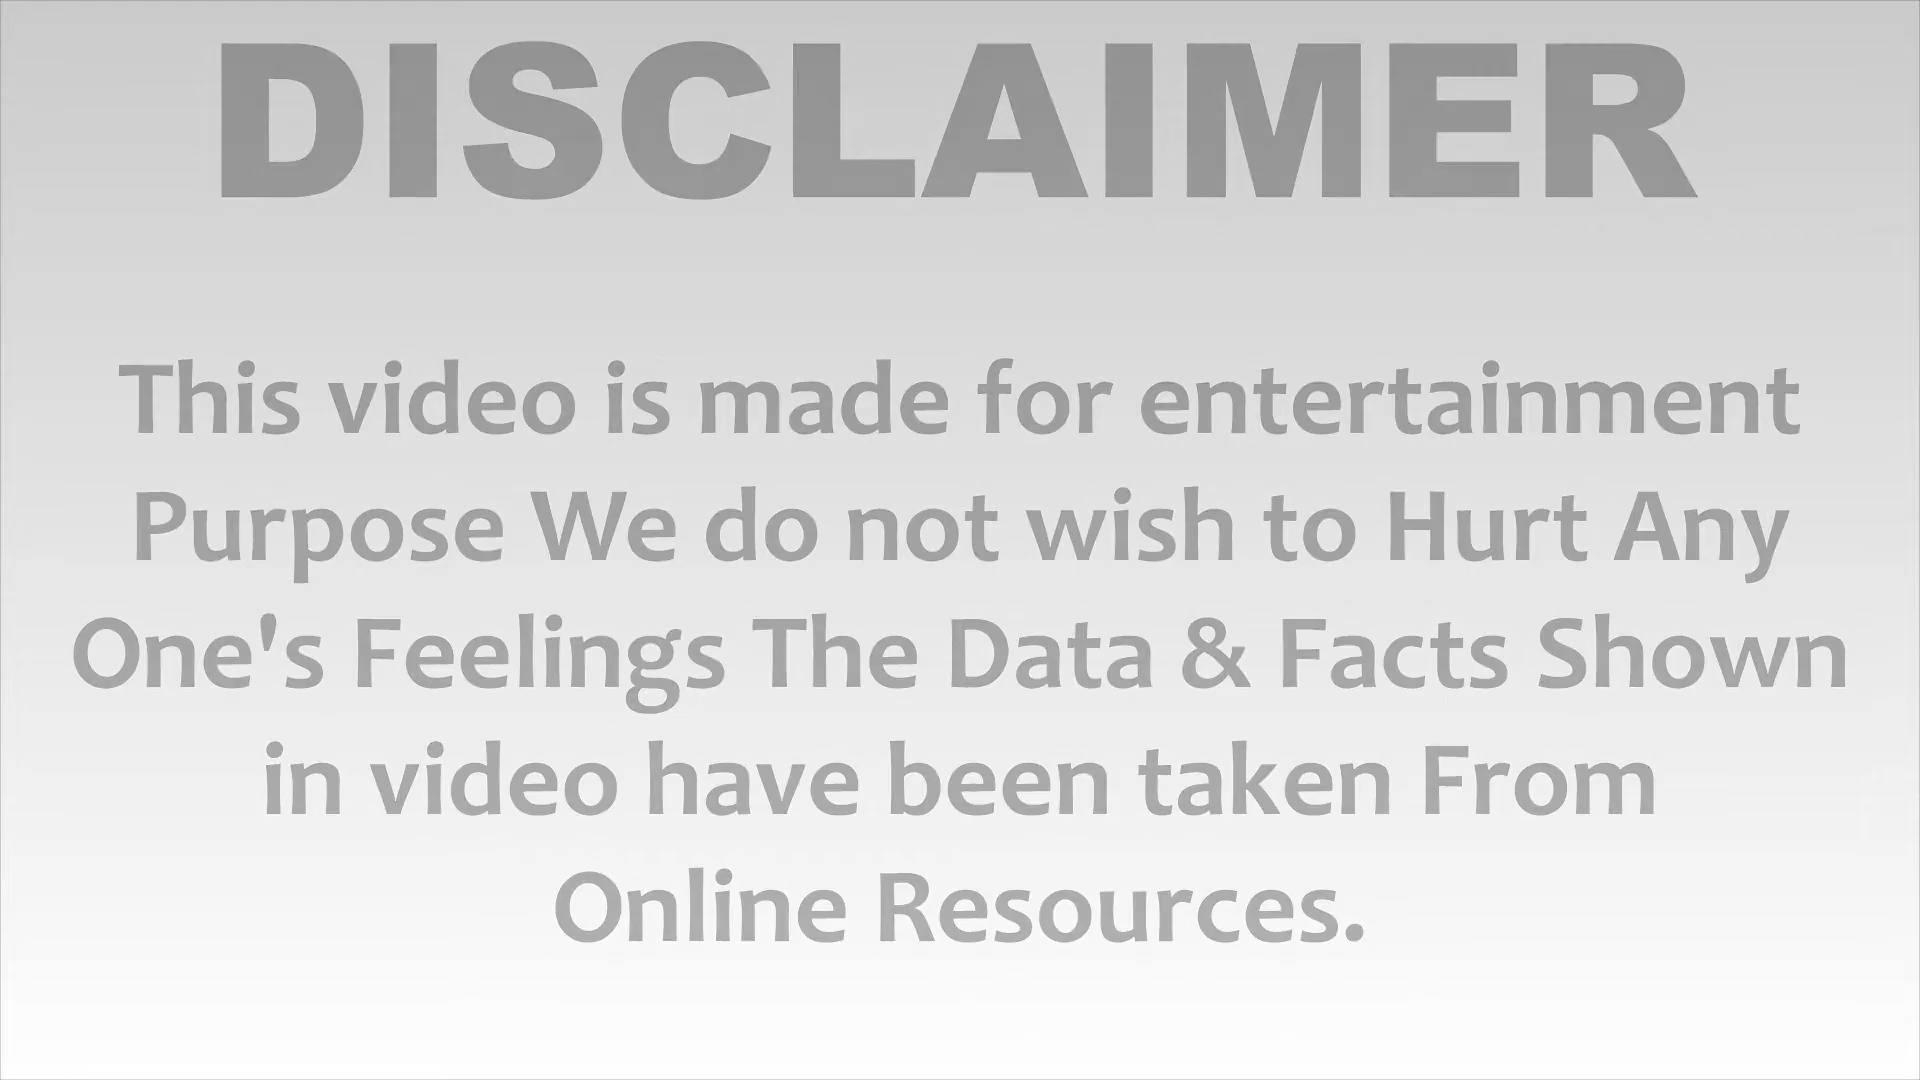 DISCLAIMER
This video is made for entertainment
Purpose We do not wish to Hurt Any
One's Feelings The Data & Facts Shown
in video have been taken From
Online Resources.